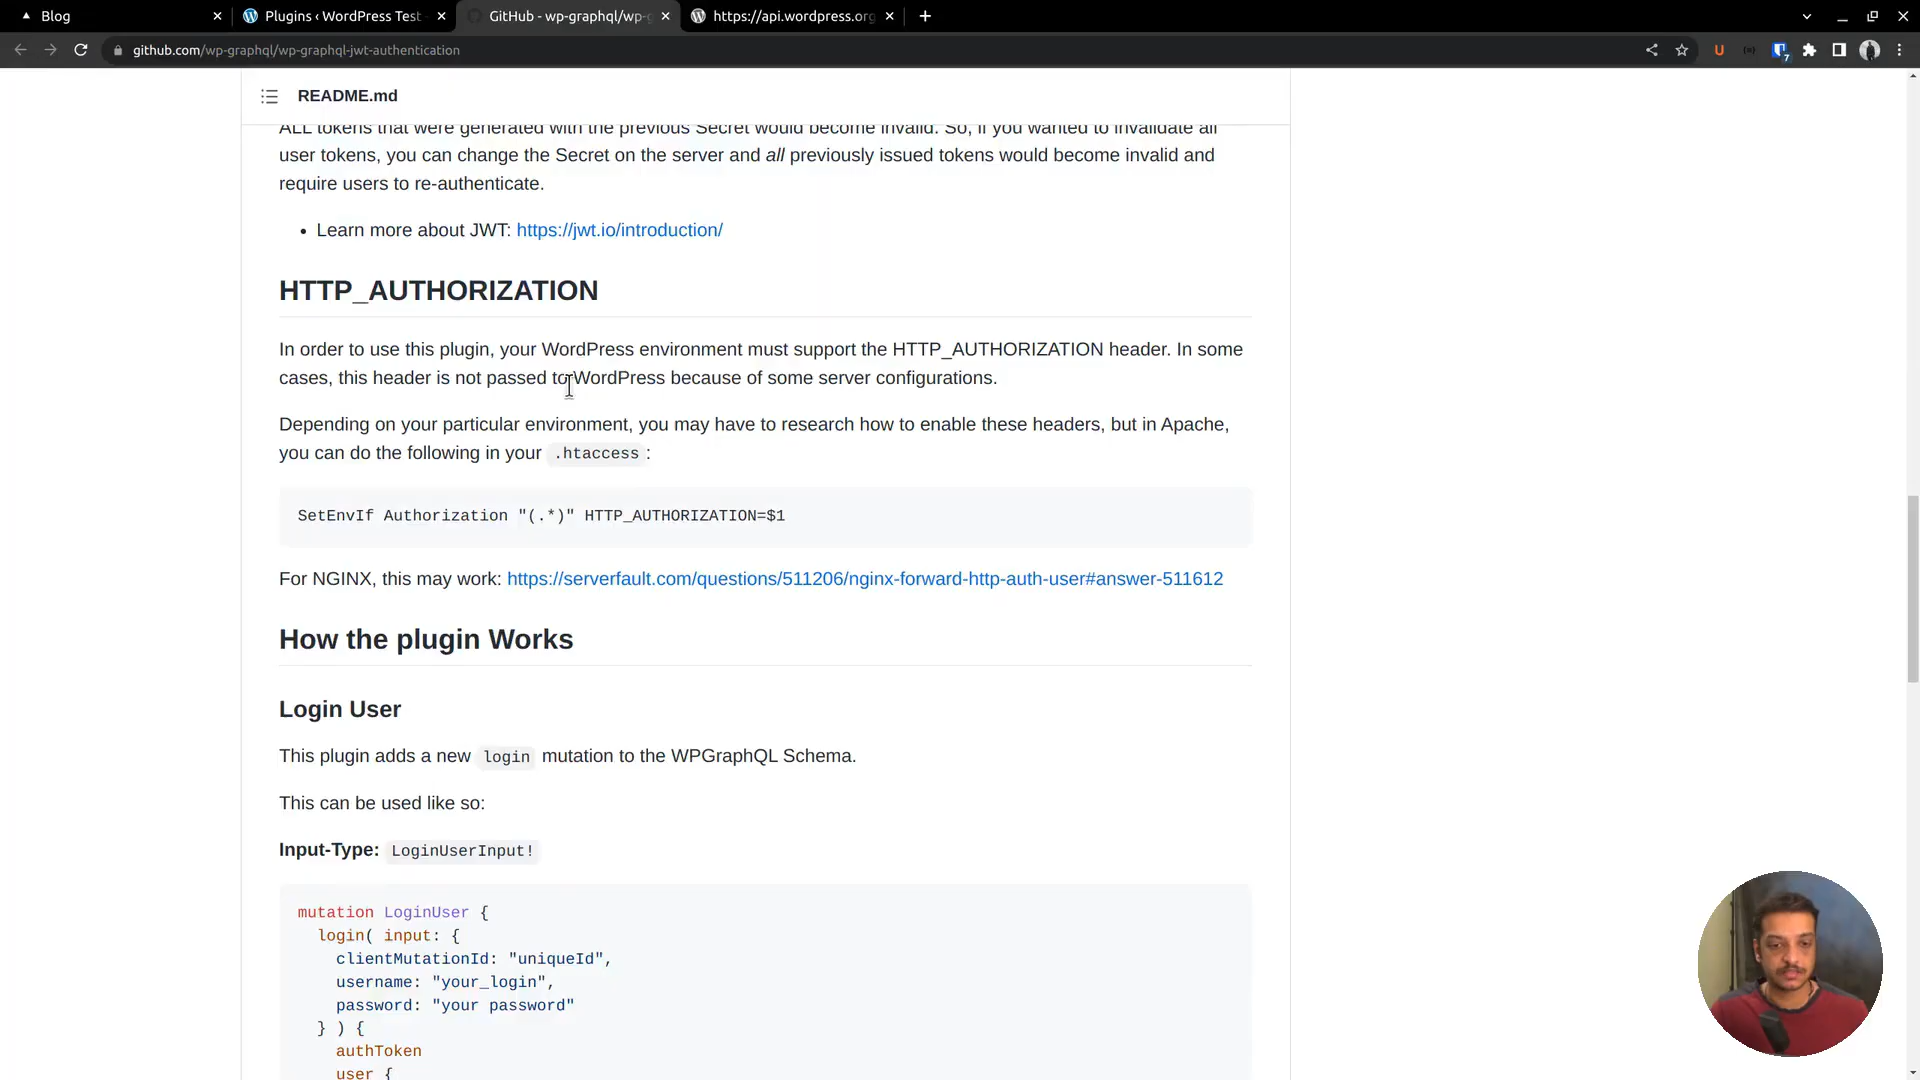 Blog
Plugins ‹ WordPress Test
GitHub - wp-graphql/wp-g
https://api.wordpress.org
github.com/wp-graphql/wp-graphql-jwt-authentication
U
7
README.md
ALL tokens that were generated with the previous Secret would become invalid. So, if you wanted to invalidate all
user tokens, you can change the Secret on the server and all previously issued tokens would become invalid and
require users to re-authenticate.
• Learn more about JWT: https://jwt.io/introduction/
HTTP_AUTHORIZATION
In order to use this plugin, your WordPress environment must support the HTTP_AUTHORIZATION header. In some
cases, this header is not passed to WordPress because of some server configurations.
Depending on your particular environment, you may have to research how to enable these headers, but in Apache,
you can do the following in your .htaccess :
SetEnvIf Authorization "(.*)" HTTP_AUTHORIZATION=$1
For NGINX, this may work: https://serverfault.com/questions/511206/nginx-forward-http-auth-user#answer-511612
How the plugin Works
Login User
This plugin adds a new login mutation to the WPGraphQL Schema.
This can be used like so:
Input-Type: LoginUserInput!
mutation LoginUser {
login( input: {
clientMutationId: "uniqueId",
username: "your_login",
password: "your password"
} ) {
authToken
user {